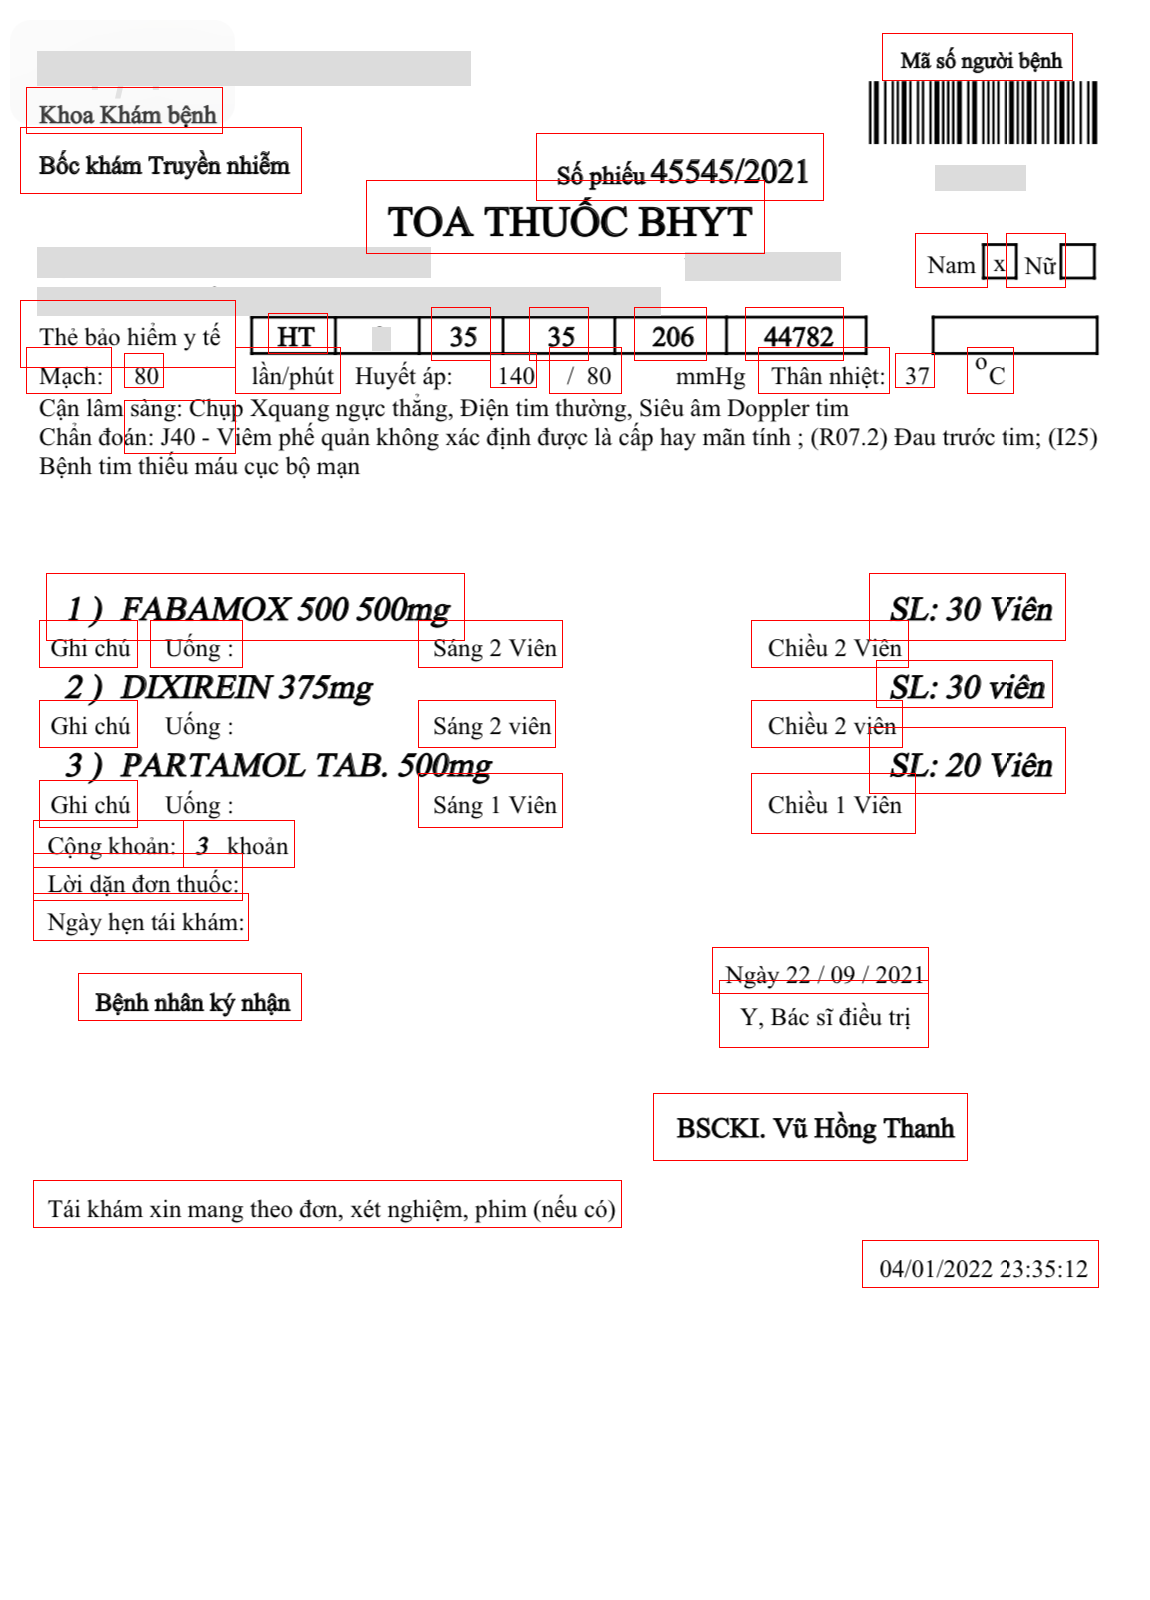 Mã số người bệnh
Khoa Khám bệnh
Bốc khám Truyền nhiễm
Số phiếu 45545/2021
TOA THUỐC BHYT
Nam x Nữ
Thẻ bảo hiểm y tế HT 35 35 206 44782
Mạch: 80 lần/phút Huyết áp: 140 / 80 mmHg Thân nhiệt: 37 °C
Cận lâm sàng: Chụp Xquang ngực thẳng, Điện tim thường, Siêu âm Doppler tim
Chẩn đoán: J40 - Viêm phế quản không xác định được là cấp hay mãn tính ; (R07.2) Đau trước tim; (I25)
Bệnh tim thiếu máu cục bộ mạn
1 ) FABAMOX 500 500mg SL: 30 Viên
Ghi chú Uống : Sáng 2 Viên Chiều 2 Viên
2 ) DIXIREIN 375mg SL: 30 viên
Ghi chú Uống : Sáng 2 viên Chiều 2 viên
3 ) PARTAMOL TAB. 500mg SL: 20 Viên
Ghi chú Uống : Sáng 1 Viên Chiều 1 Viên
Cộng khoản: 3 khoản
Lời dặn đơn thuốc:
Ngày hẹn tái khám:
Ngày 22 / 09 / 2021
Bệnh nhân ký nhận
Y, Bác sĩ điều trị
BSCKI. Vũ Hồng Thanh
Tái khám xin mang theo đơn, xét nghiệm, phim (nếu có)
04/01/2022 23:35:12